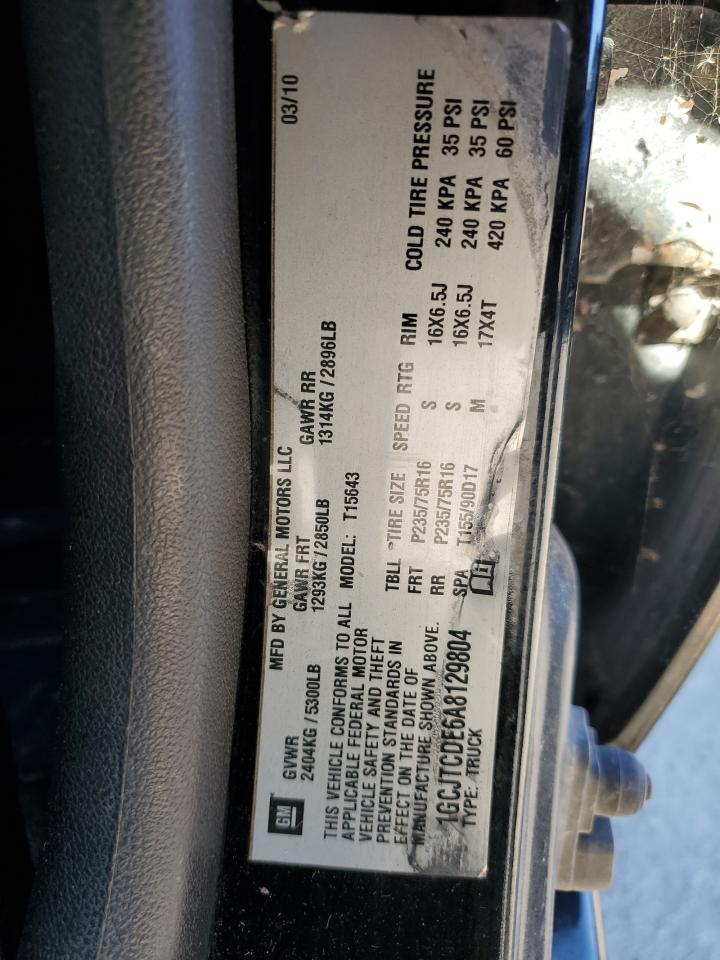 GM
MFD BY GENERAL MOTORS LLC
03/10
GVWR GAWR FRT GAWR RR
2404KG / 5300LB 1293KG / 2850LB 1314KG / 2896LB
THIS VEHICLE CONFORMS TO ALL
APPLICABLE FEDERAL MOTOR
VEHICLE SAFETY AND THEFT
PREVENTION STANDARDS IN
EFFECT ON THE DATE OF
MANUFACTURE SHOWN ABOVE.
1GCJTCDE6A8129804
TYPE: TRUCK
MODEL: T15643
TBLL TIRE SIZE SPEED RTG RIM COLD TIRE PRESSURE
FRT P235/75R16 S 16X6.5J 240 KPA 35 PSI
RR P235/75R16 S 16X6.5J 240 KPA 35 PSI
SPA T155/90D17 M 17X4T 420 KPA 60 PSI